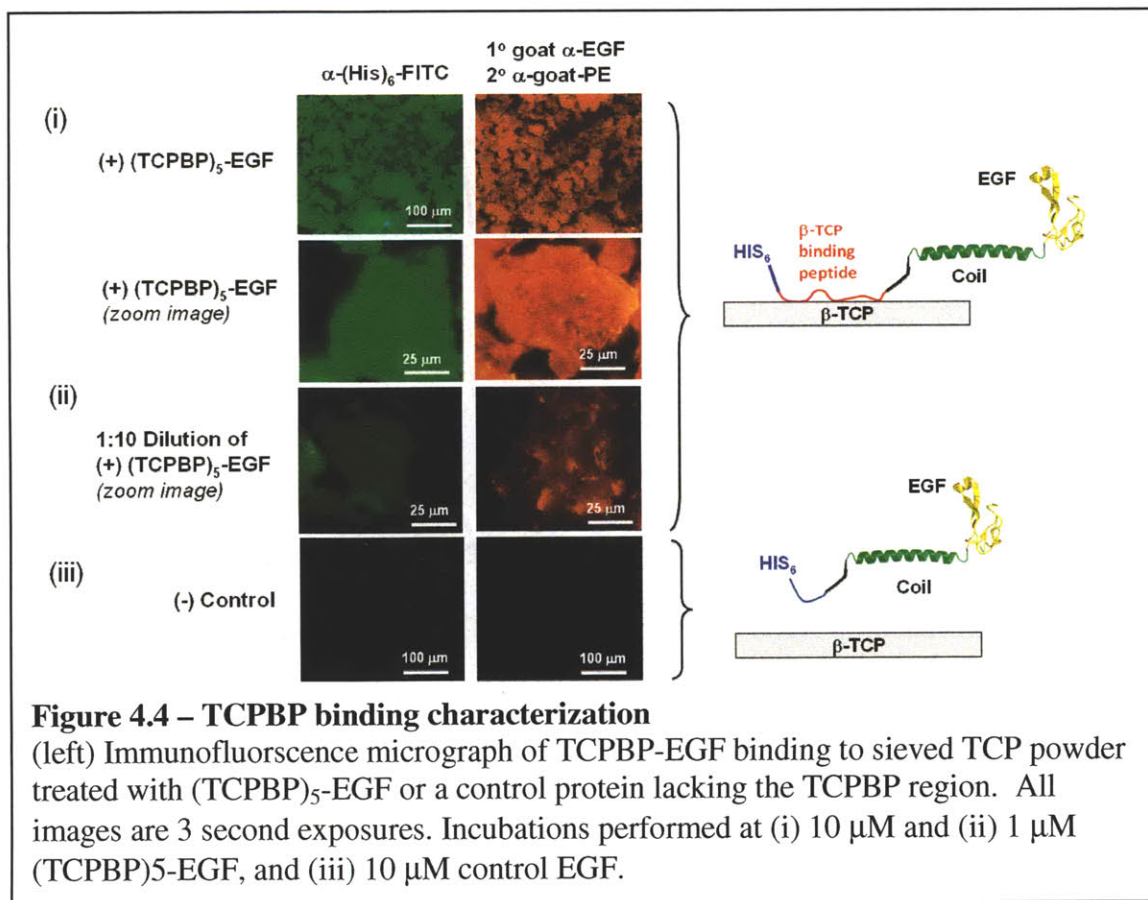 α-(His)₆-FITC
1º goat α-EGF
2º α-goat-PE
(i)
(+) (TCPBP)₅-EGF
100 μm
(+) (TCPBP)₅-EGF
(zoom image)
25 μm
25 μm
(ii)
1:10 Dilution of
(+) (TCPBP)₅-EGF
(zoom image)
25 μm
25 μm
(iii)
(-) Control
100 μm
100 μm
EGF
HIS₆
β-TCP
binding
peptide
Coil
β-TCP
EGF
HIS₆
Coil
β-TCP
Figure 4.4 – TCPBP binding characterization
(left) Immunofluorscence micrograph of TCPBP-EGF binding to sieved TCP powder
treated with (TCPBP)₅-EGF or a control protein lacking the TCPBP region. All
images are 3 second exposures. Incubations performed at (i) 10 μM and (ii) 1 μM
(TCPBP)5-EGF, and (iii) 10 μM control EGF.